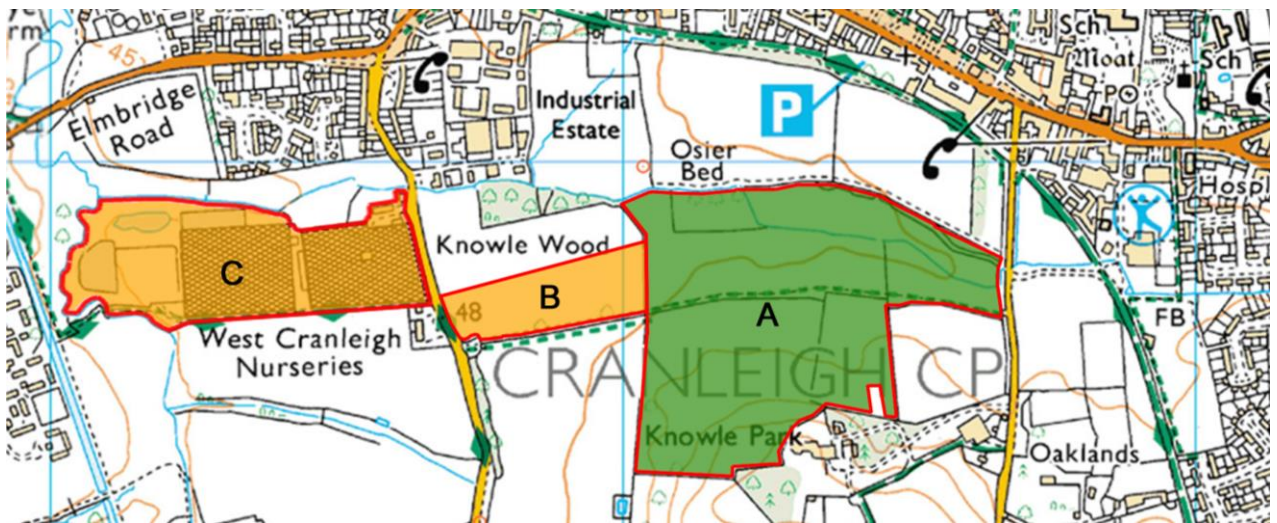 45
Elmbridge
Road
Industrial
Estate
P
Sch
Moat
Sch
PO
Osier
Bed
Hospl
Knowle Wood
C
B
A
48
West Cranleigh
Nurseries
CRANLEIGH CP
FB
Knowle Park
Oaklands